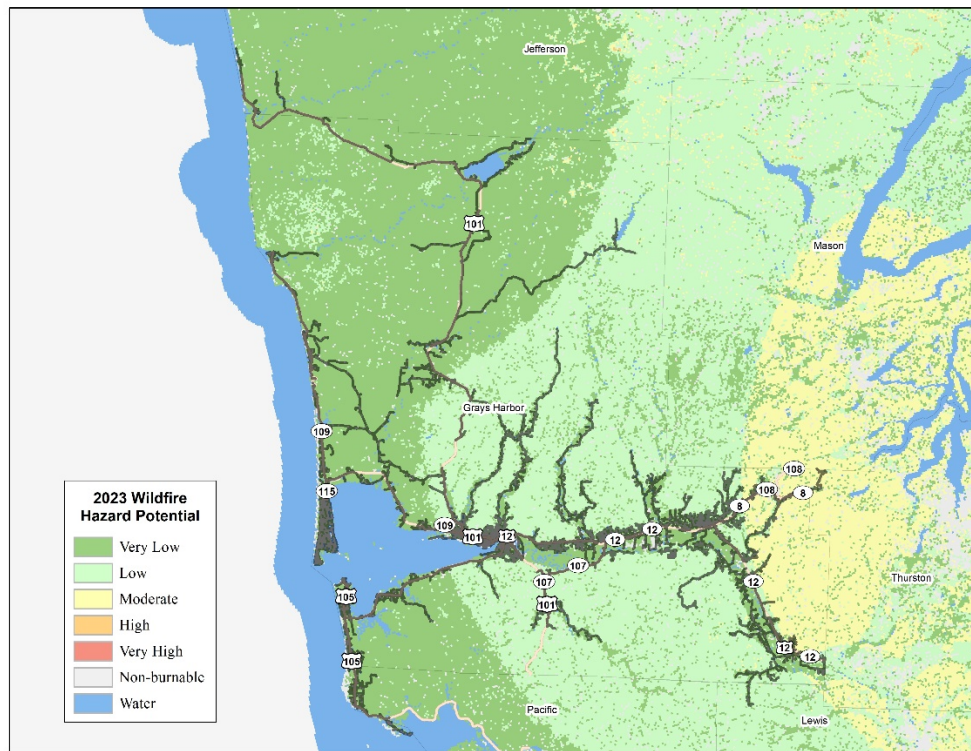 Jefferson
101
Mason
Grays Harbor
109
115
108
108
8
8
109
101
12
12
12
107
107
12
105
101
Thurston
105
12
12
Pacific
Lewis
2023 Wildfire
Hazard Potential
Very Low
Low
Moderate
High
Very High
Non-burnable
Water